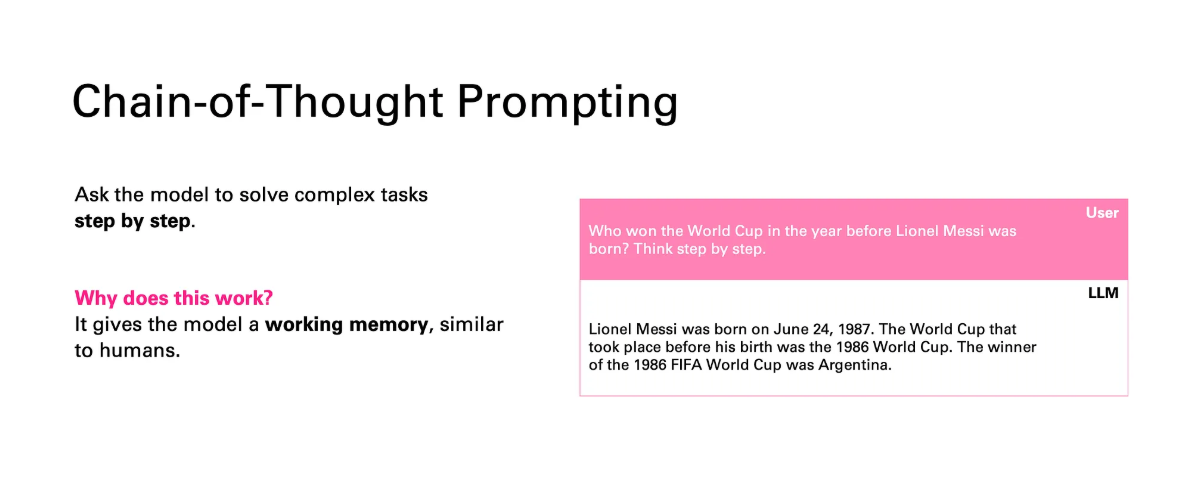 Chain-of-Thought Prompting
Ask the model to solve complex tasks
step by step.
Why does this work?
It gives the model a working memory, similar
to humans.
User
Who won the World Cup in the year before Lionel Messi was
born? Think step by step.
LLM
Lionel Messi was born on June 24, 1987. The World Cup that
took place before his birth was the 1986 World Cup. The winner
of the 1986 FIFA World Cup was Argentina.